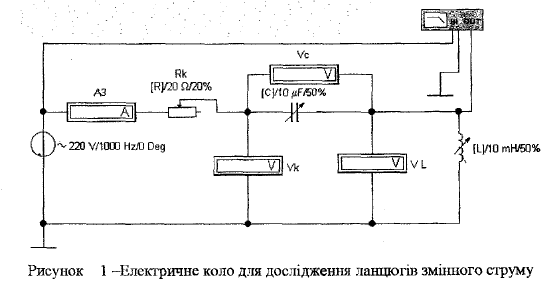 IN OUT
Vc
V
Rk
[R]/20 Ω/20%
[C]/10 μF/50%
A3
A
~ 220 V/1000 Hz/0 Deg
V
Vk
V
V L
[L]/10 mH/50%
Рисунок 1 –Електричне коло для дослідження ланцюгів змінного струму